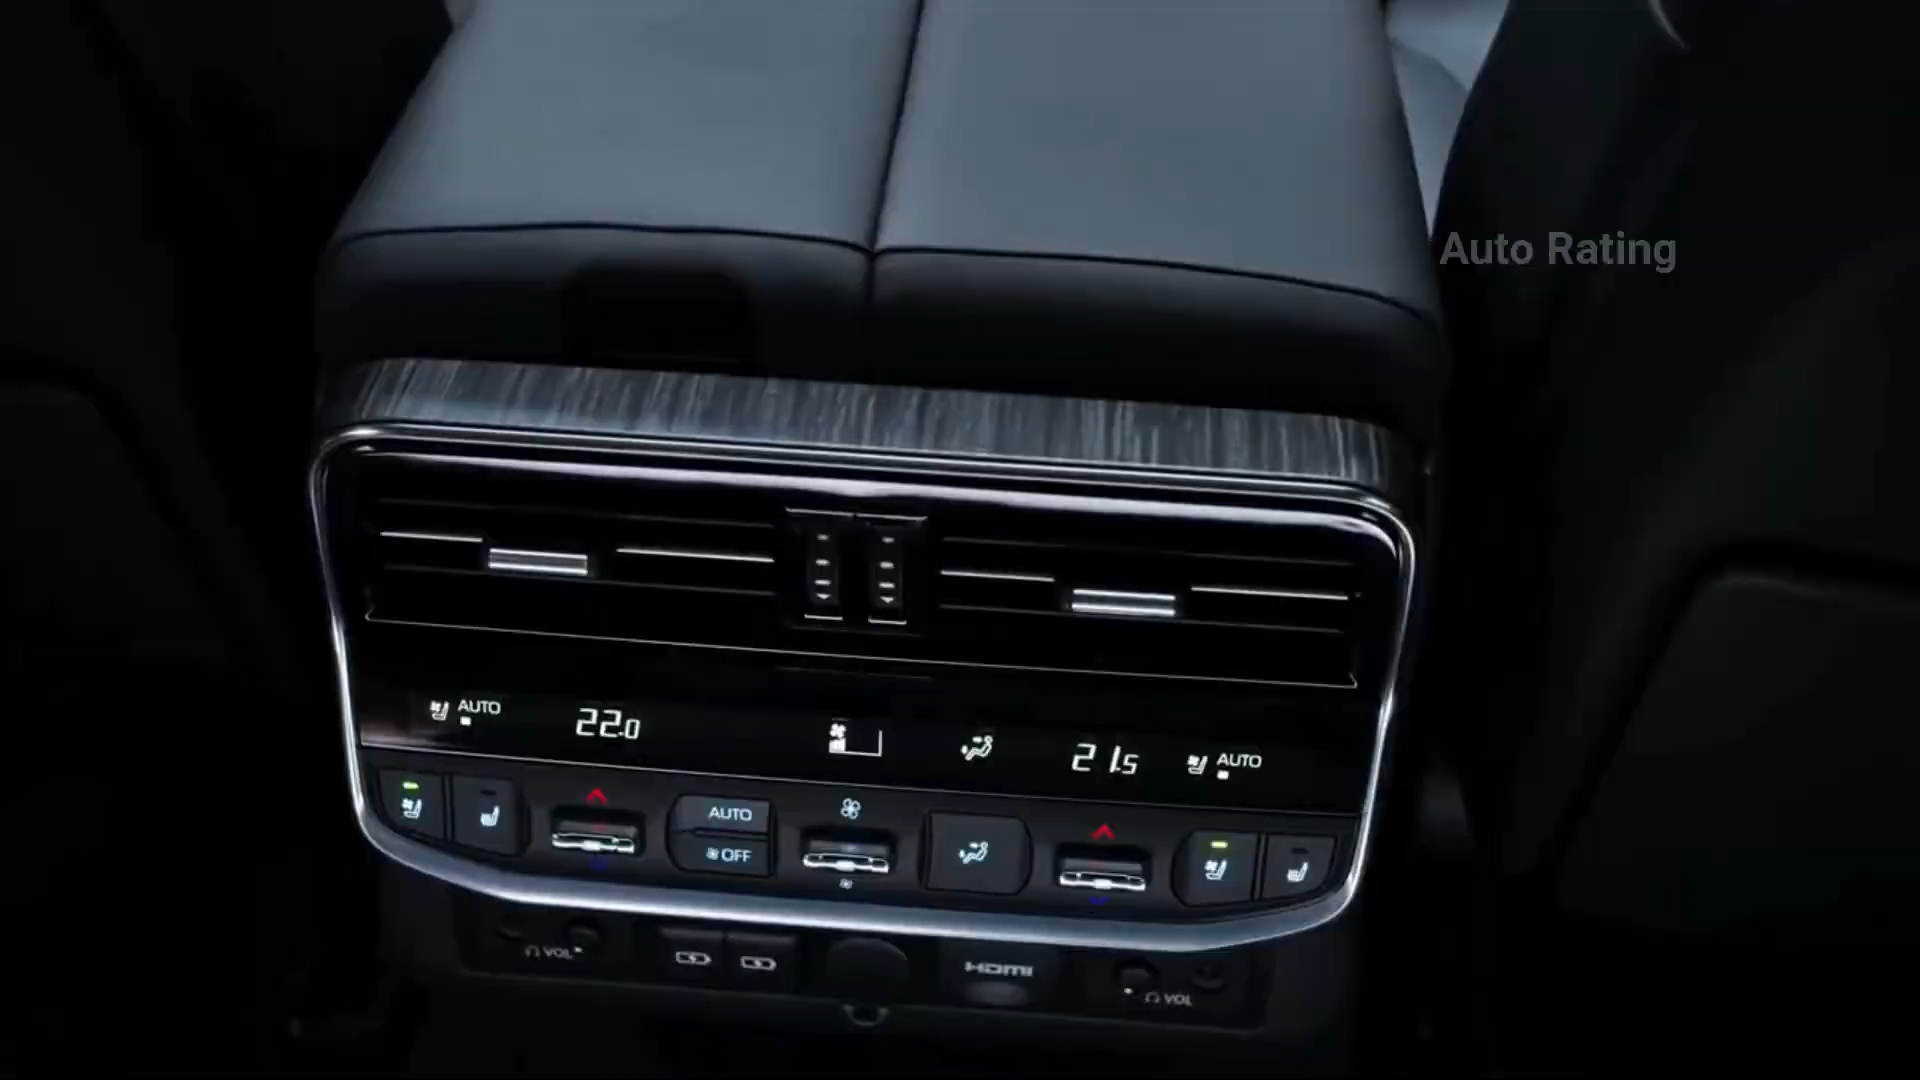 Auto Rating
AUTO
22.0
21.5
AUTO
AUTO
OFF
VOL
HDMI
VOL